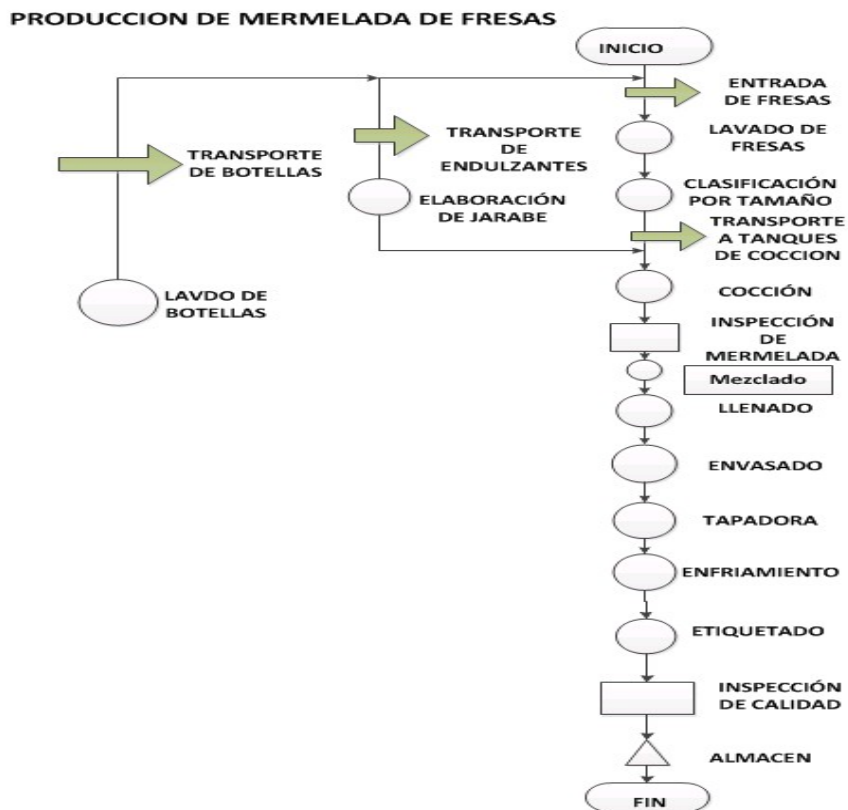 PRODUCCION DE MERMELADA DE FRESAS
INICIO
ENTRADA
DE FRESAS
TRANSPORTE
DE BOTELLAS
TRANSPORTE
DE
ENDULZANTES
LAVADO DE
FRESAS
ELABORACIÓN
DE JARABE
CLASIFICACIÓN
POR TAMAÑO
TRANSPORTE
A TANQUES
DE COCCION
LAVDO DE
BOTELLAS
COCCIÓN
INSPECCIÓN
DE
MERMELADA
Mezclado
LLENADO
ENVASADO
TAPADORA
ENFRIAMIENTO
ETIQUETADO
INSPECCIÓN
DE CALIDAD
ALMACEN
FIN